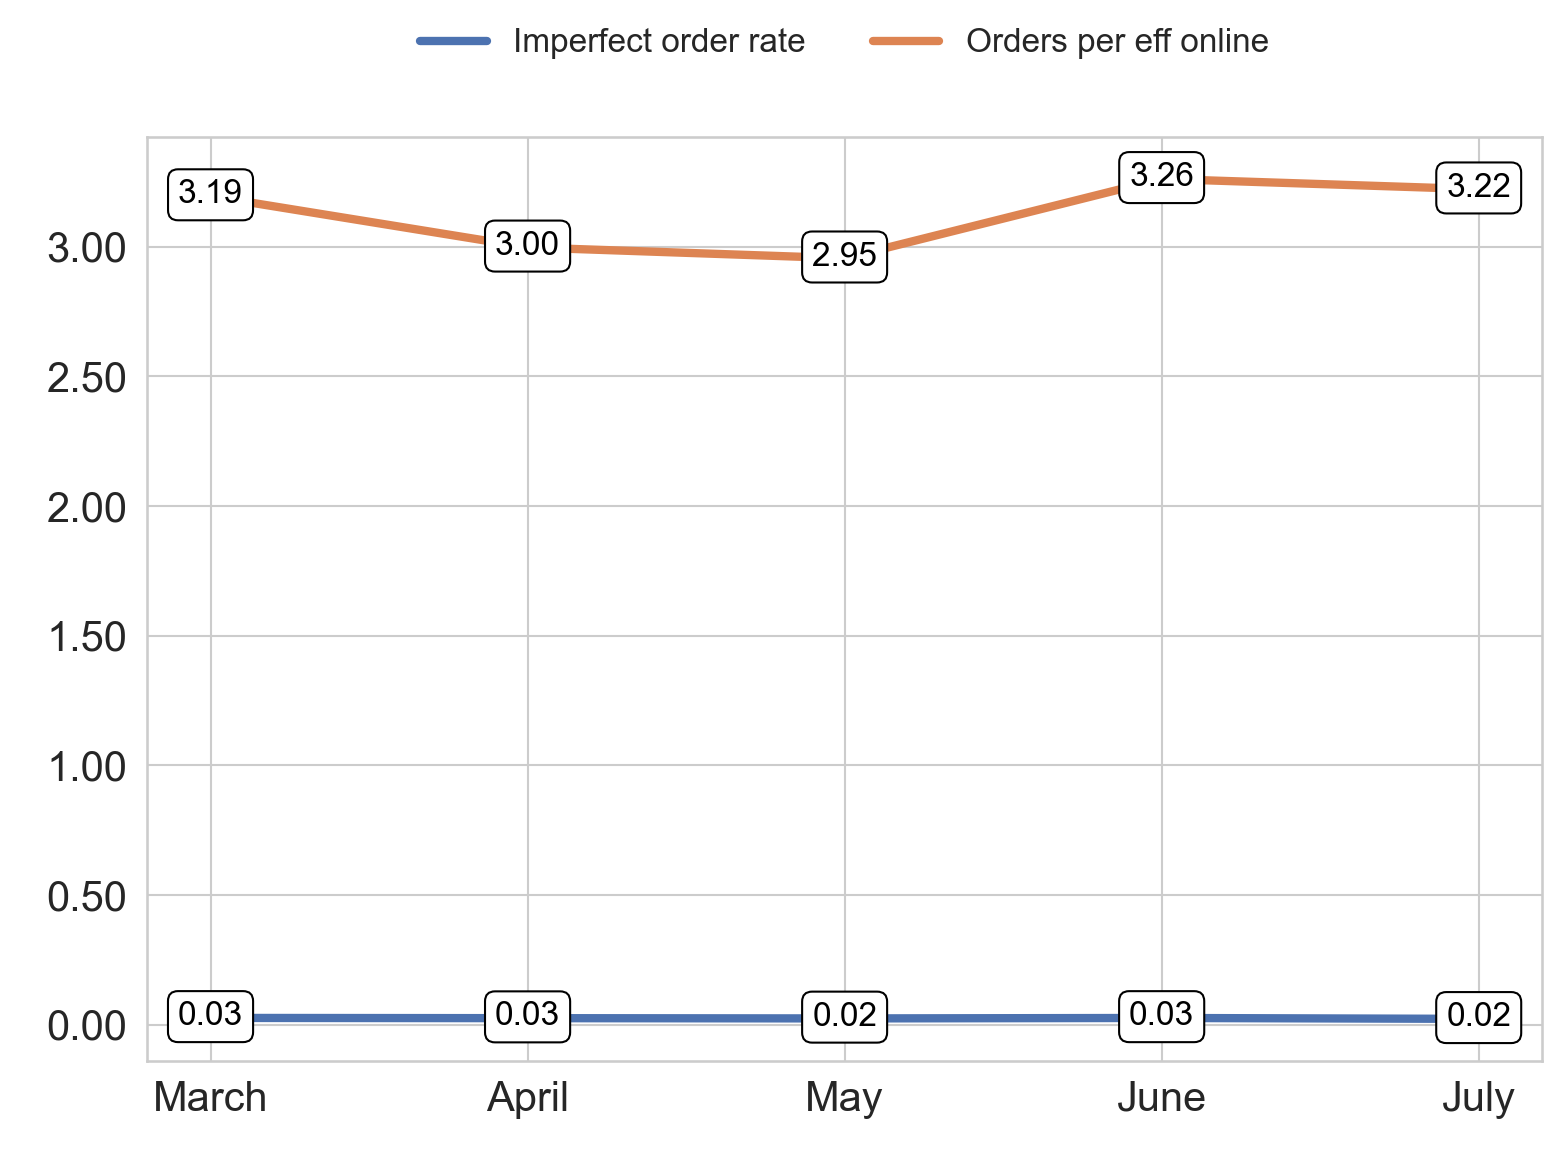 Imperfect order rate Orders per eff online
3.19 3.00 2.95 3.26 3.22
3.00
2.50
2.00
1.50
1.00
0.50
0.00
0.03 0.03 0.02 0.03 0.02
March April May June July